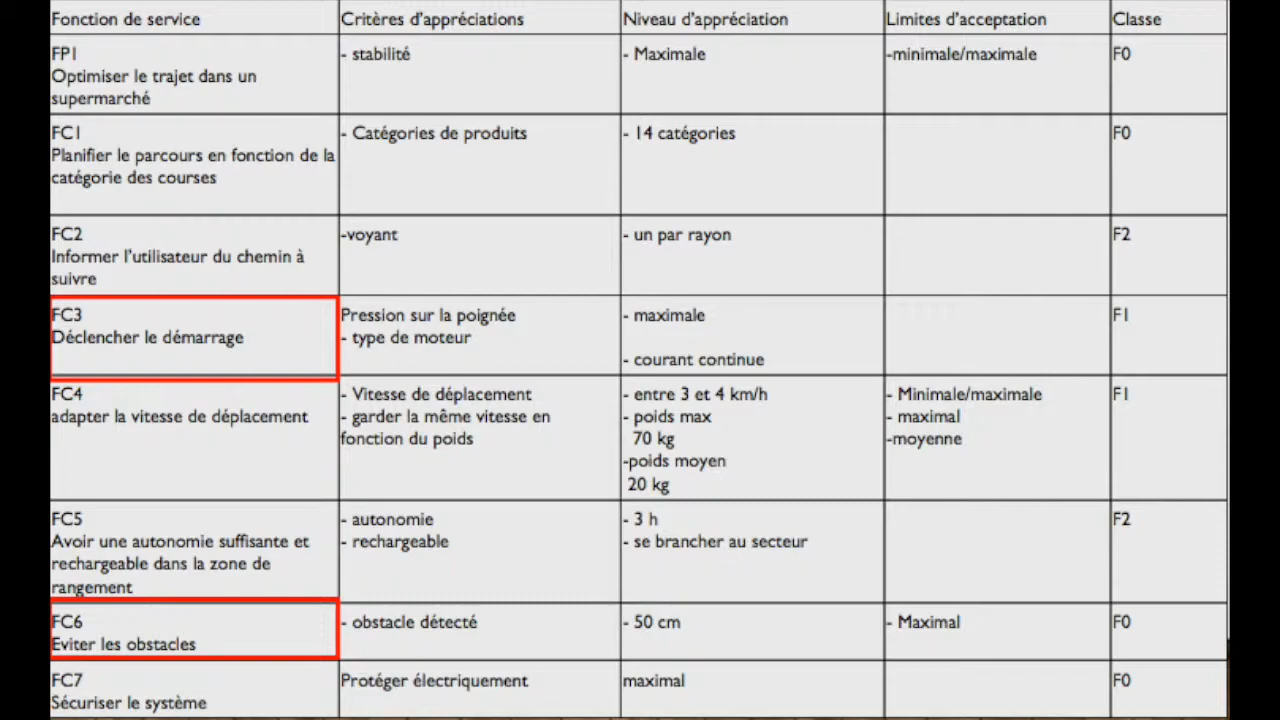 Fonction de service
Critères d'appréciations
Niveau d'appréciation
Limites d'acceptation
Classe
FP1
Optimiser le trajet dans un
supermarché
- stabilité
- Maximale
-minimale/maximale
F0
FC1
Planifier le parcours en fonction de la
catégorie des courses
- Catégories de produits
- 14 catégories
F0
FC2
Informer l'utilisateur du chemin à
suivre
-voyant
- un par rayon
F2
FC3
Déclencher le démarrage
Pression sur la poignée
- type de moteur
- maximale
- courant continue
F1
FC4
adapter la vitesse de déplacement
- Vitesse de déplacement
- garder la même vitesse en
fonction du poids
- entre 3 et 4 km/h
- poids max
70 kg
-poids moyen
20 kg
- Minimale/maximale
- maximal
-moyenne
F1
FC5
Avoir une autonomie suffisante et
rechargeable dans la zone de
rangement
- autonomie
- rechargeable
- 3 h
- se brancher au secteur
F2
FC6
Eviter les obstacles
- obstacle détecté
- 50 cm
- Maximal
F0
FC7
Sécuriser le système
Protéger électriquement
maximal
F0